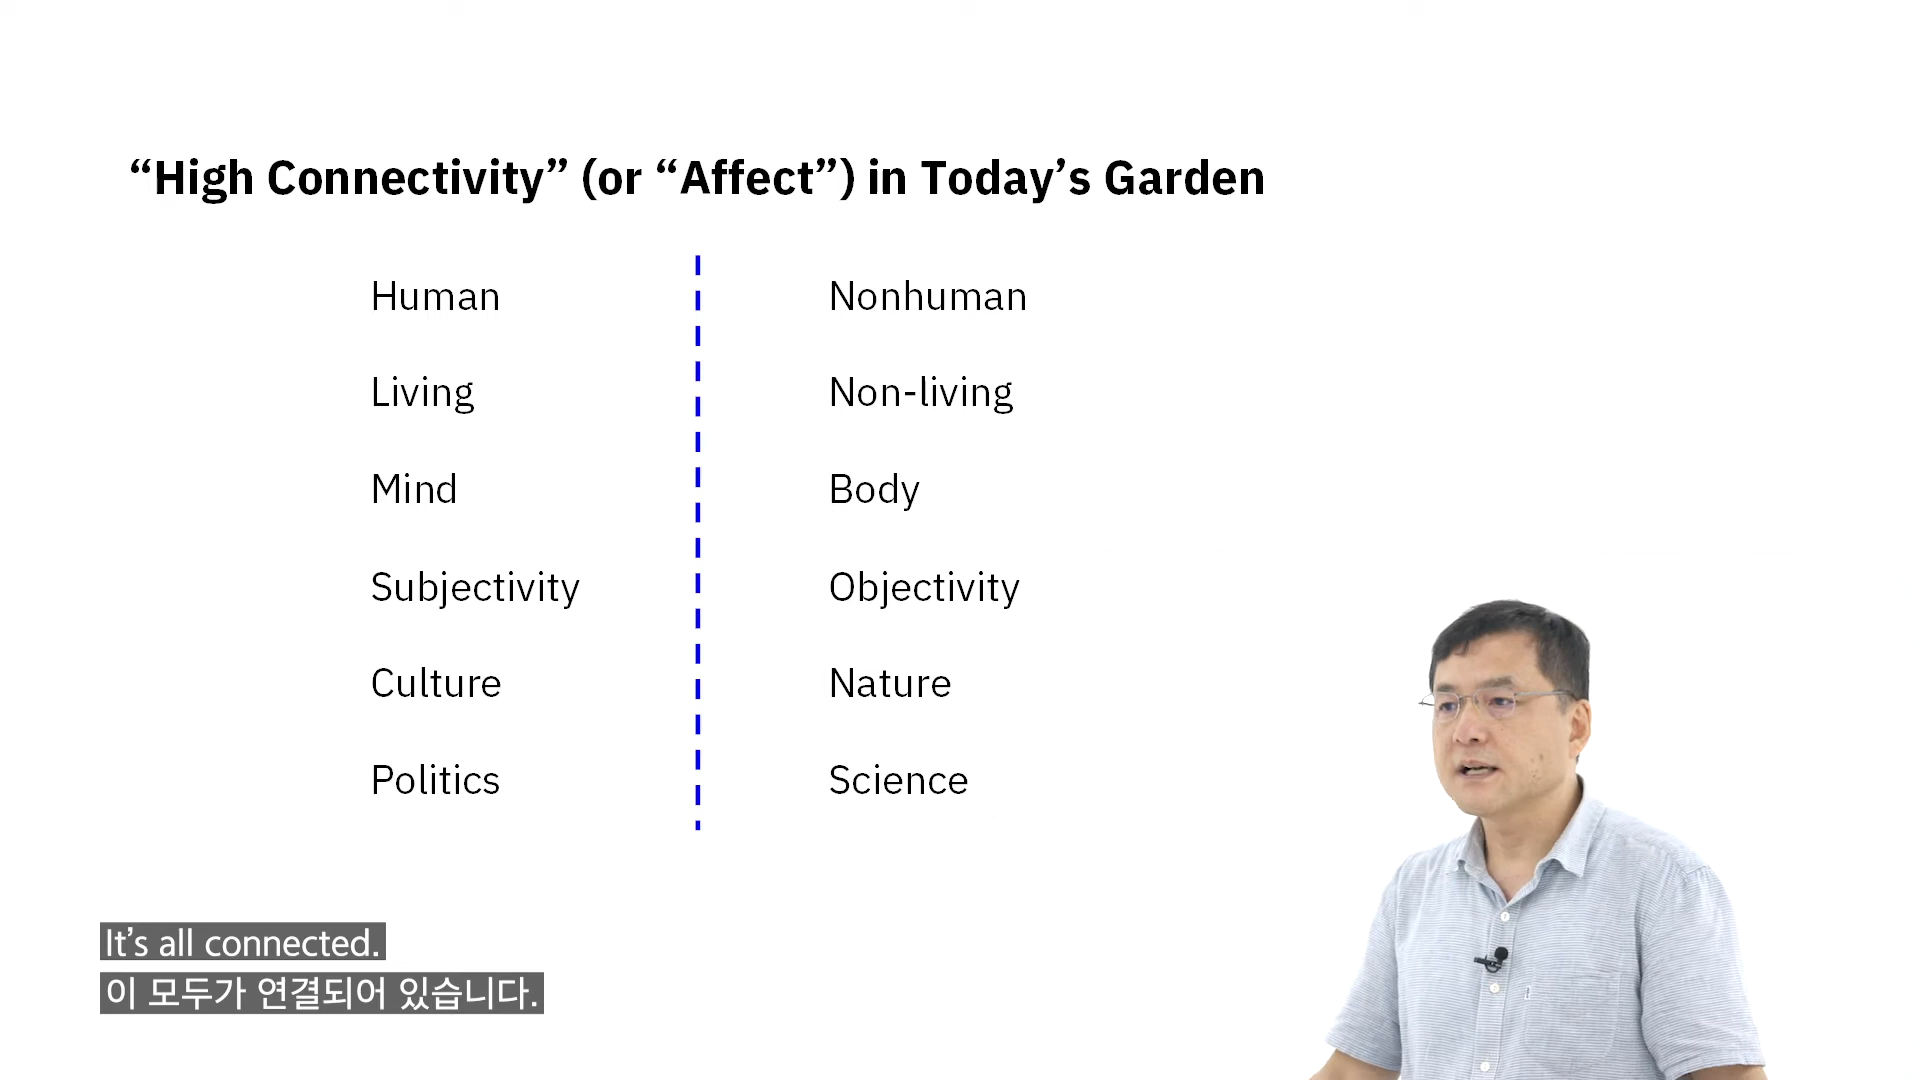 “High Connectivity” (or “Affect”) in Today’s Garden
Human Nonhuman
Living Non-living
Mind Body
Subjectivity Objectivity
Culture Nature
Politics Science
It’s all connected.
이 모두가 연결되어 있습니다.